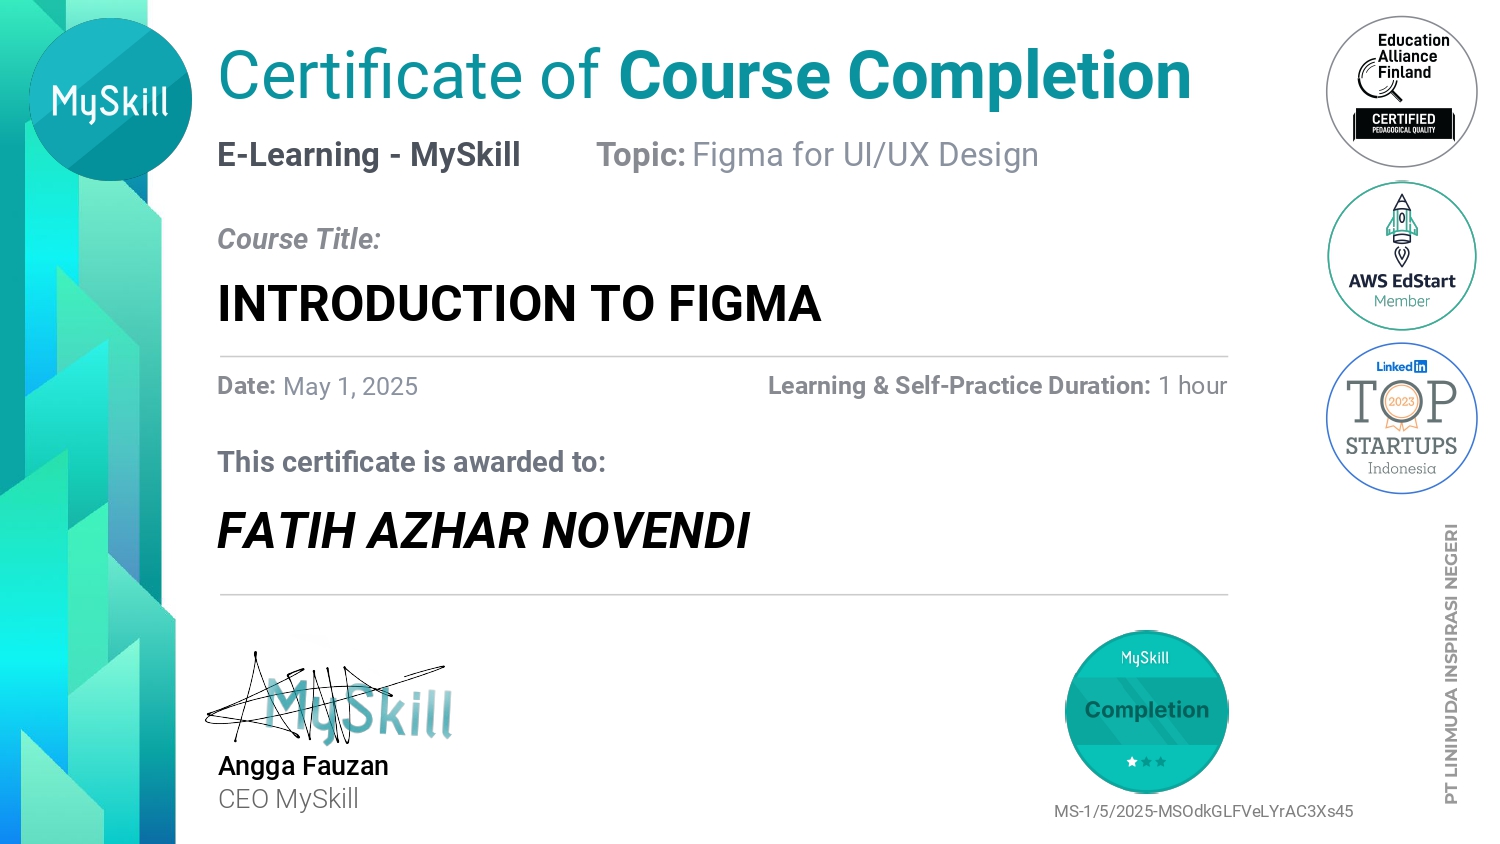 MySkill
Certificate of Course Completion
E-Learning - MySkill Topic: Figma for UI/UX Design
Course Title:
INTRODUCTION TO FIGMA
Date: May 1, 2025 Learning & Self-Practice Duration: 1 hour
This certificate is awarded to:
FATIH AZHAR NOVENDI
MySkill
Angga Fauzan
CEO MySkill
MySkill
Completion
MS-1/5/2025-MSOdkGLFVeLYrAC3Xs45
Education
Alliance
Finland
CERTIFIED
PEDAGOGICAL QUALITY
AWS EdStart
Member
Linked in
TOP
2023
STARTUPS
Indonesia
PT LINIMUDA INSPIRASI NEGERI